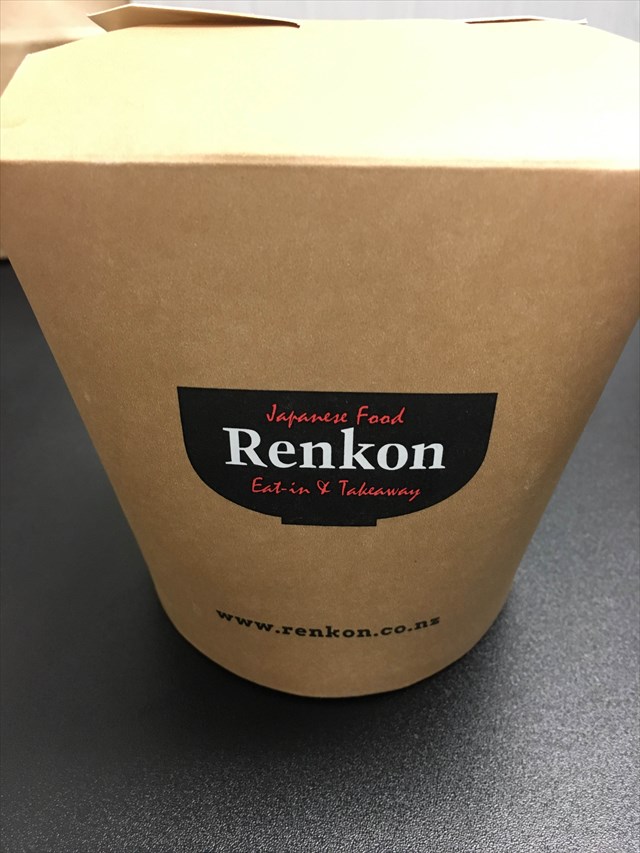 Japanese Food
Renkon
Eat-in & Takeaway
www.renkon.co.nz